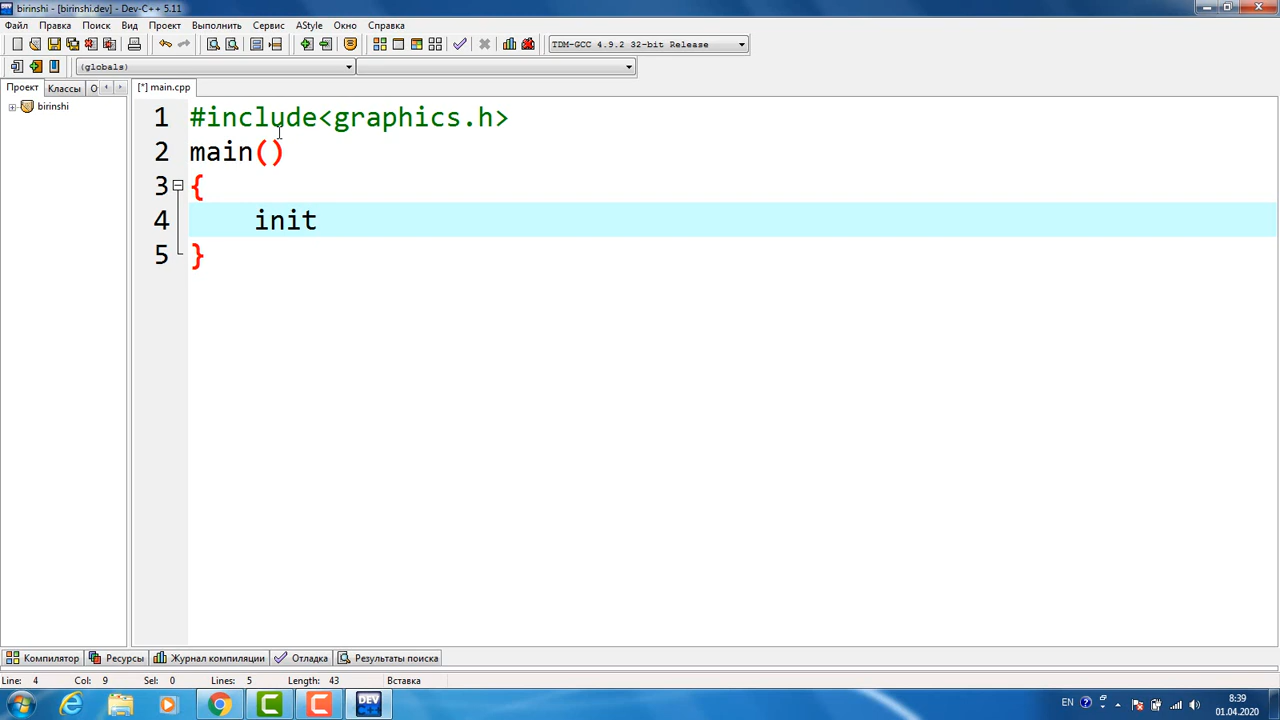 birinshi - [birinshi.dev] - Dev-C++ 5.11
Файл Правка Поиск Вид Проект Выполнить Сервис AStyle Окно Справка
TDM-GCC 4.9.2 32-bit Release
(globals)
Проект Классы О [*] main.cpp
birinshi
1 #include<graphics.h>
2 main()
3 {
4 init
5 }
Компилятор Ресурсы Журнал компиляции Отладка Результаты поиска
Line: 4 Col: 9 Sel: 0 Lines: 5 Length: 43 Вставка
DEV EN 8:39
01.04.2020